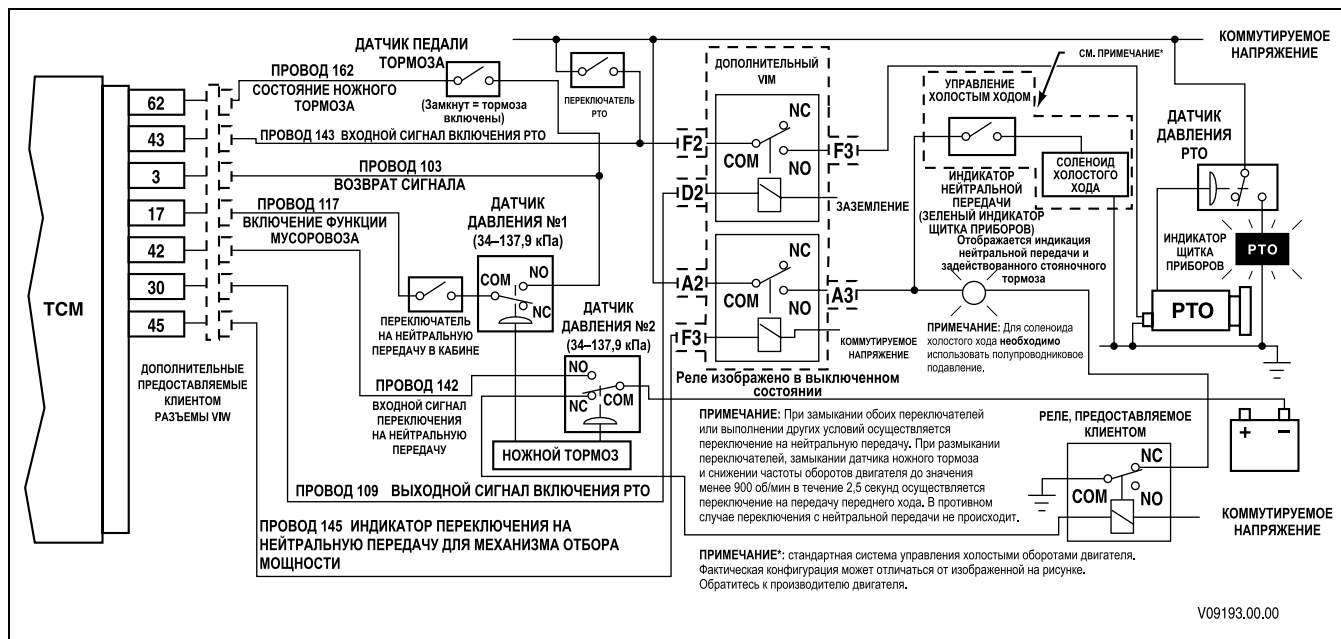 КОММУТИРУЕМОЕ
НАПРЯЖЕНИЕ
ДАТЧИК ПЕДАЛИ
ТОРМОЗА
ПРОВОД 162
СОСТОЯНИЕ НОЖНОГО
ТОРМОЗА
(Замкнут = тормоза
включены)
ПЕРЕКЛЮЧАТЕЛЬ
PTO
ДОПОЛНИТЕЛЬНЫЙ
VIM
СМ. ПРИМЕЧАНИЕ*
УПРАВЛЕНИЕ
ХОЛОСТЫМ ХОДОМ
ДАТЧИК
ДАВЛЕНИЯ
PTO
62
43
3
17
42
30
45
TCM
ПРОВОД 143 ВХОДНОЙ СИГНАЛ ВКЛЮЧЕНИЯ PTO
ПРОВОД 103
ВОЗВРАТ СИГНАЛА
ПРОВОД 117
ВКЛЮЧЕНИЕ ФУНКЦИИ
МУСОРОВОЗА
ДАТЧИК
ДАВЛЕНИЯ №1
(34–137,9 кПа)
COM
NO
NC
ПЕРЕКЛЮЧАТЕЛЬ
НА НЕЙТРАЛЬНУЮ
ПЕРЕДАЧУ В КАБИНЕ
ДАТЧИК
ДАВЛЕНИЯ №2
(34–137,9 кПа)
NO
NC
COM
F2
COM
NC
NO
F3
D2
ЗАЗЕМЛЕНИЕ
A2
COM
NC
NO
A3
F3
КОММУТИРУЕМОЕ
НАПРЯЖЕНИЕ
Реле изображено в выключенном
состоянии
СОЛЕНОИД
ХОЛОСТОГО
ХОДА
ИНДИКАТОР
НЕЙТРАЛЬНОЙ
ПЕРЕДАЧИ
(ЗЕЛЕНЫЙ ИНДИКАТОР
ЩИТКА ПРИБОРОВ)
Отображается индикация
нейтральной передачи и
задействованного стояночного
тормоза
ИНДИКАТОР
ЩИТКА
ПРИБОРОВ
PTO
PTO
ПРИМЕЧАНИЕ: Для соленоида
холостого хода необходимо
использовать полупроводниковое
подавление.
ДОПОЛНИТЕЛЬНЫЕ
ПРЕДОСТАВЛЯЕМЫЕ
КЛИЕНТОМ
РАЗЪЕМЫ VIW
ПРОВОД 142
ВХОДНОЙ СИГНАЛ
ПЕРЕКЛЮЧЕНИЯ
НА НЕЙТРАЛЬНУЮ
ПЕРЕДАЧУ
НОЖНОЙ ТОРМОЗ
ПРОВОД 109 ВЫХОДНОЙ СИГНАЛ ВКЛЮЧЕНИЯ PTO
ПРОВОД 145 ИНДИКАТОР ПЕРЕКЛЮЧЕНИЯ НА
НЕЙТРАЛЬНУЮ ПЕРЕДАЧУ ДЛЯ МЕХАНИЗМА ОТБОРА
МОЩНОСТИ
ПРИМЕЧАНИЕ: При замыкании обоих переключателей
или выполнении других условий осуществляется
переключение на нейтральную передачу. При размыкании
переключателей, замыкании датчика ножного тормоза
и снижении частоты оборотов двигателя до значения
менее 900 об/мин в течение 2,5 секунд осуществляется
переключение на передачу переднего хода. В противном
случае переключения с нейтральной передачи не происходит.
ПРИМЕЧАНИЕ*: стандартная система управления холостыми оборотами двигателя.
Фактическая конфигурация может отличаться от изображенной на рисунке.
Обратитесь к производителю двигателя.
РЕЛЕ, ПРЕДОСТАВЛЯЕМОЕ
КЛИЕНТОМ
NC
COM
NO
+ −
КОММУТИРУЕМОЕ
НАПРЯЖЕНИЕ
V09193.00.00